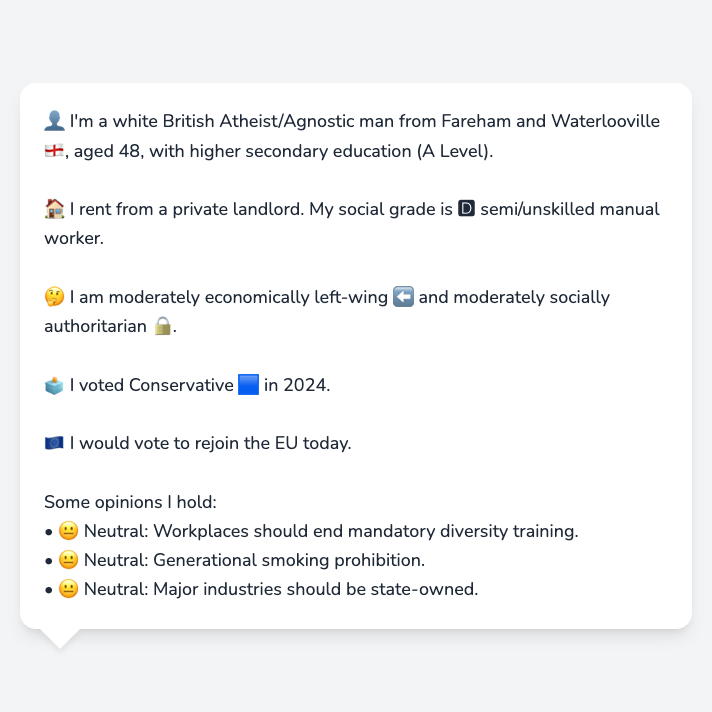 👤 I'm a white British Atheist/Agnostic man from Fareham and Waterlooville
🏴󠁧󠁢󠁥󠁮󠁧󠁿, aged 48, with higher secondary education (A Level).
🏠 I rent from a private landlord. My social grade is 🅳 semi/unskilled manual
worker.
🤔 I am moderately economically left-wing ⬅️ and moderately socially
authoritarian 🔒.
🗳️ I voted Conservative 🟦 in 2024.
🇪🇺 I would vote to rejoin the EU today.
Some opinions I hold:
• 😐 Neutral: Workplaces should end mandatory diversity training.
• 😐 Neutral: Generational smoking prohibition.
• 😐 Neutral: Major industries should be state-owned.